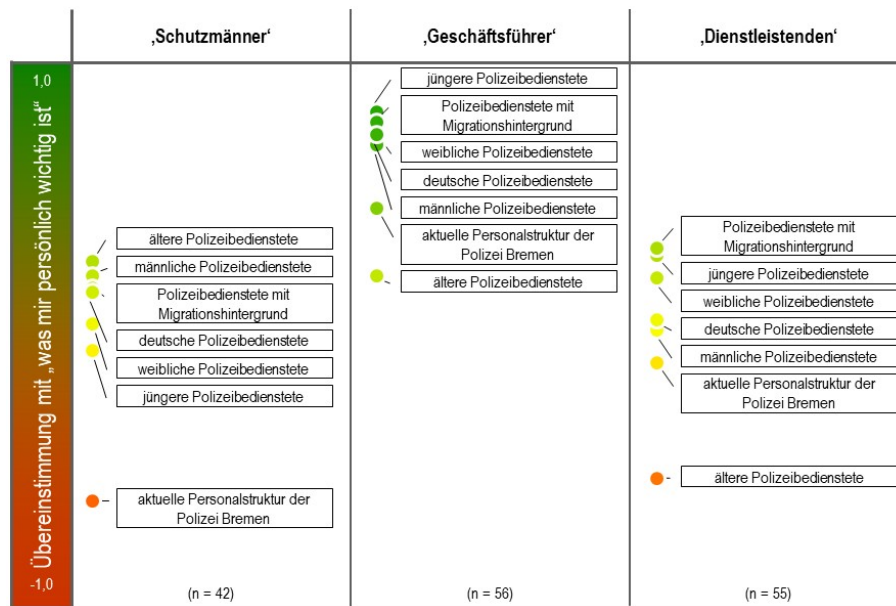 ‚Schutzmänner‘
‚Geschäftsführer‘
‚Dienstleistenden‘
1,0
Übereinstimmung mit „was mir persönlich wichtig ist“
-1,0
ältere Polizeibedienstete
männliche Polizeibedienstete
Polizeibedienstete mit
Migrationshintergrund
deutsche Polizeibedienstete
weibliche Polizeibedienstete
jüngere Polizeibedienstete
aktuelle Personalstruktur der
Polizei Bremen
(n = 42)
jüngere Polizeibedienstete
Polizeibedienstete mit
Migrationshintergrund
weibliche Polizeibedienstete
deutsche Polizeibedienstete
männliche Polizeibedienstete
aktuelle Personalstruktur der
Polizei Bremen
ältere Polizeibedienstete
(n = 56)
Polizeibedienstete mit
Migrationshintergrund
jüngere Polizeibedienstete
weibliche Polizeibedienstete
deutsche Polizeibedienstete
männliche Polizeibedienstete
aktuelle Personalstruktur der
Polizei Bremen
ältere Polizeibedienstete
(n = 55)